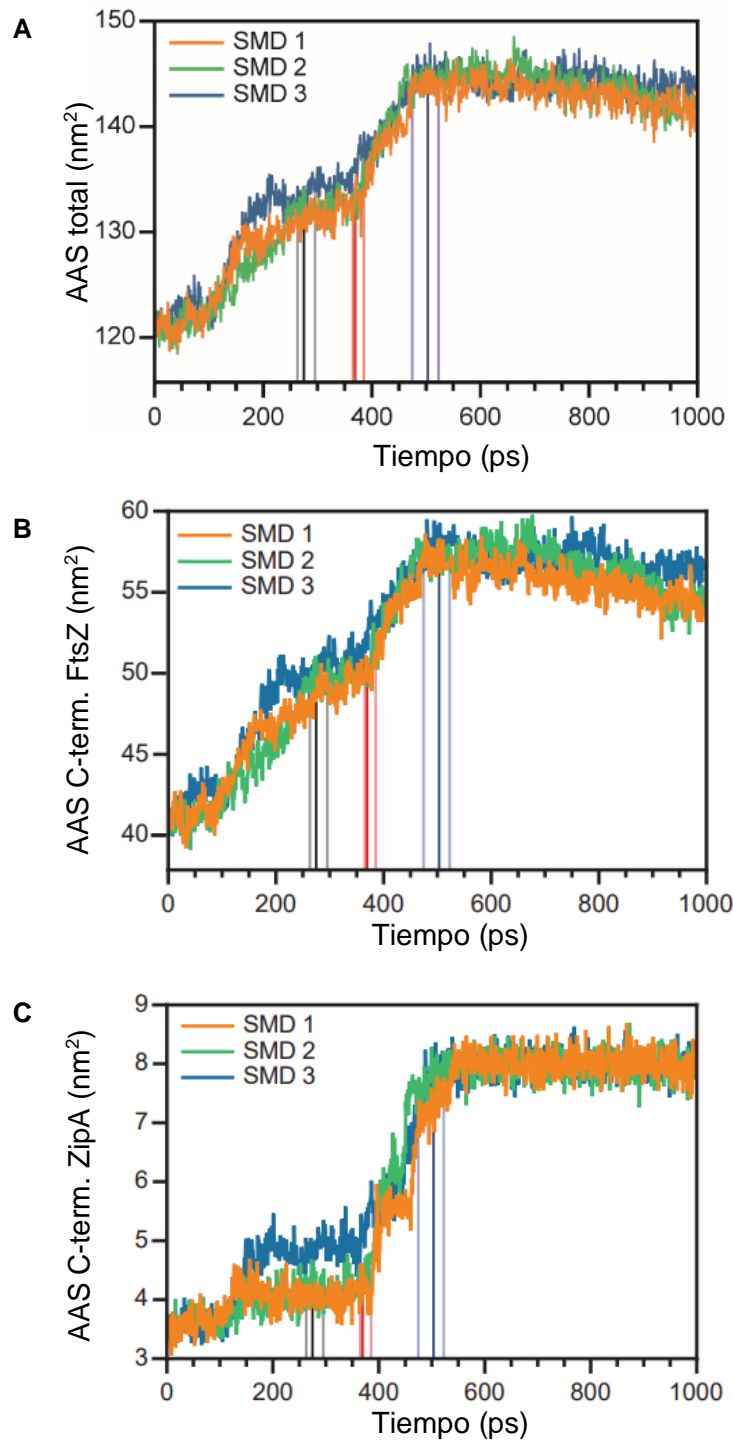 A
AAS total (nm²)
150
140
130
120
SMD 1
SMD 2
SMD 3
0 200 400 600 800 1000
Tiempo (ps)
B
AAS C-term. FtsZ (nm²)
60
55
50
45
40
SMD 1
SMD 2
SMD 3
0 200 400 600 800 1000
Tiempo (ps)
C
AAS C-term. ZipA (nm²)
9
8
7
6
5
4
3
SMD 1
SMD 2
SMD 3
0 200 400 600 800 1000
Tiempo (ps)